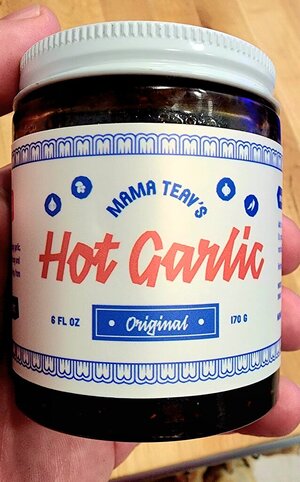 MAMA TEAV'S
Hot Garlic
6 FL OZ
Original
170 G